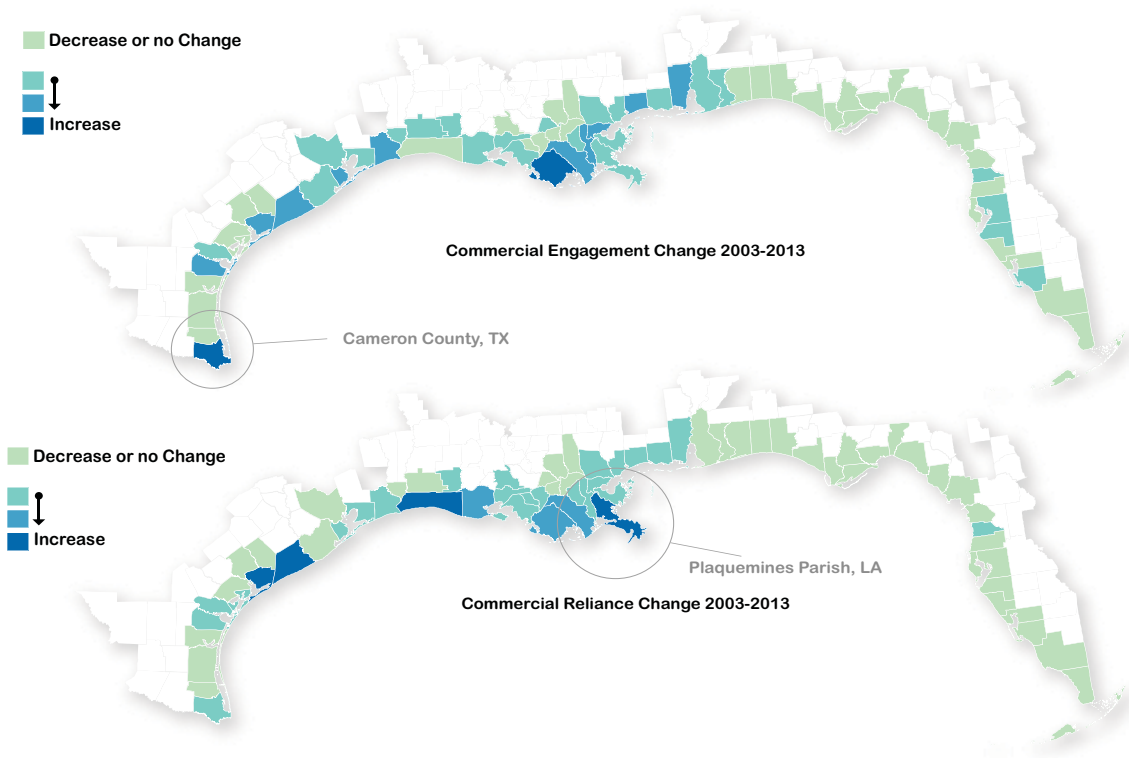 Decrease or no Change
Increase
Commercial Engagement Change 2003-2013
Cameron County, TX
Decrease or no Change
Increase
Plaquemines Parish, LA
Commercial Reliance Change 2003-2013